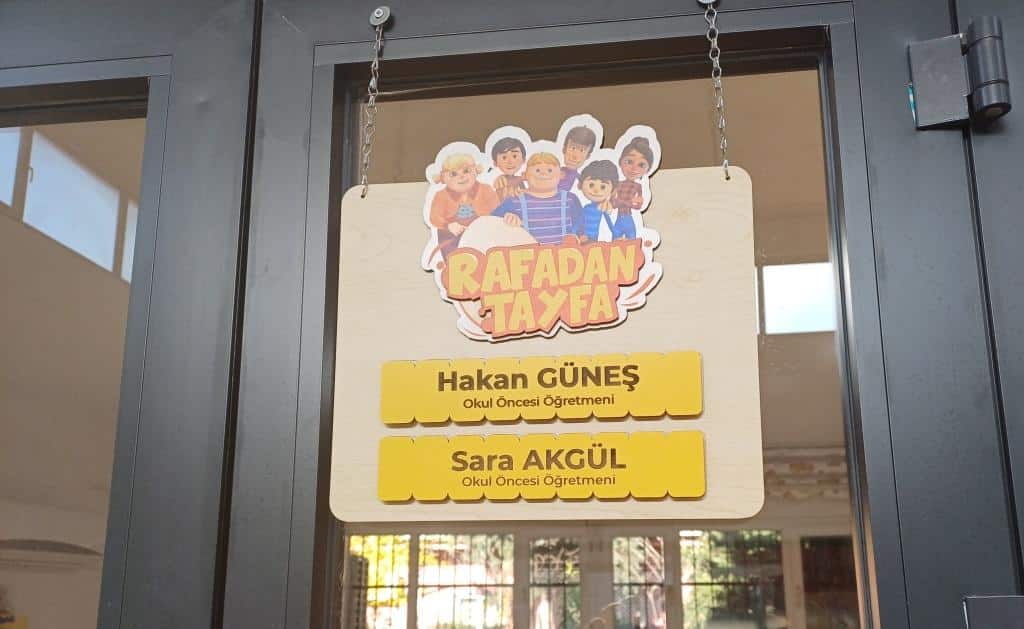 RAFADAN
TAYFA
Hakan GÜNEŞ
Okul Öncesi Öğretmeni
Sara AKGÜL
Okul Öncesi Öğretmeni